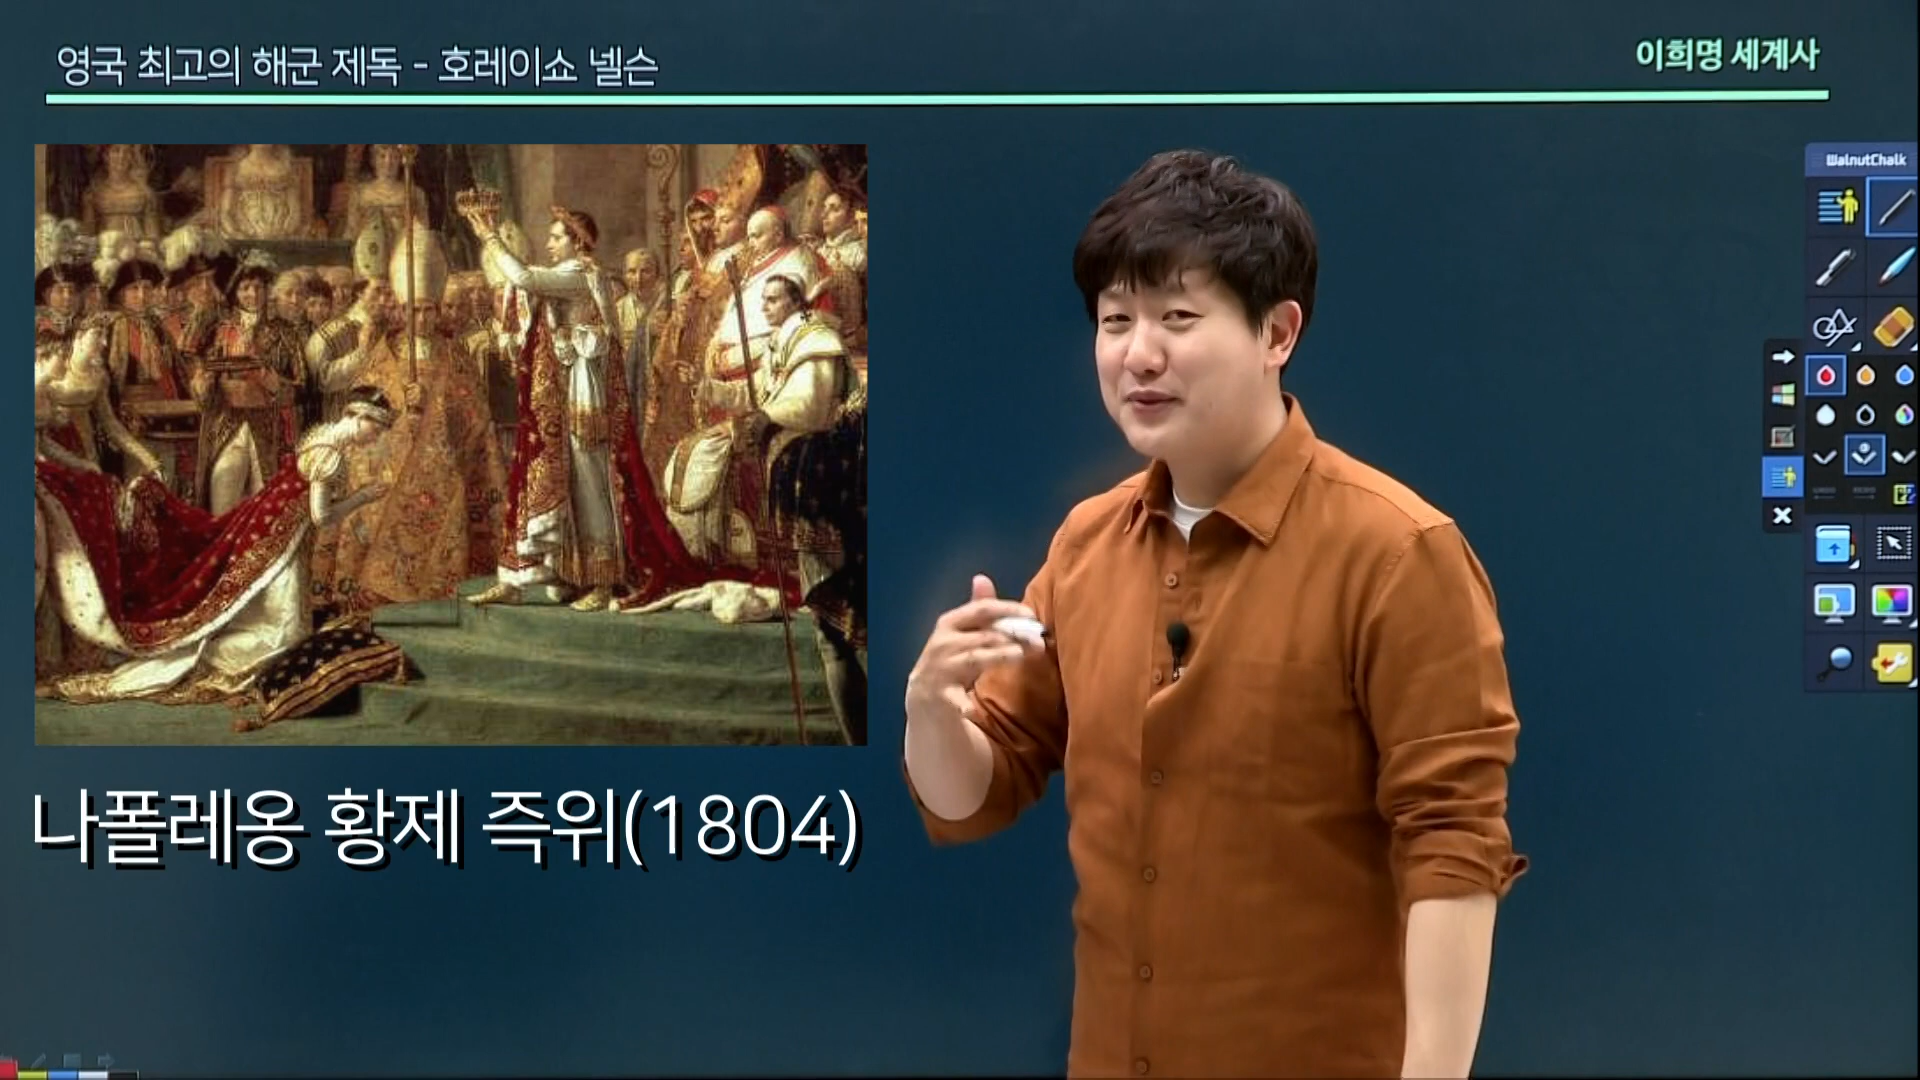 영국 최고의 해군 제독 - 호레이쇼 넬슨
이희명 세계사
WalnutChalk
나폴레옹 황제 즉위(1804)